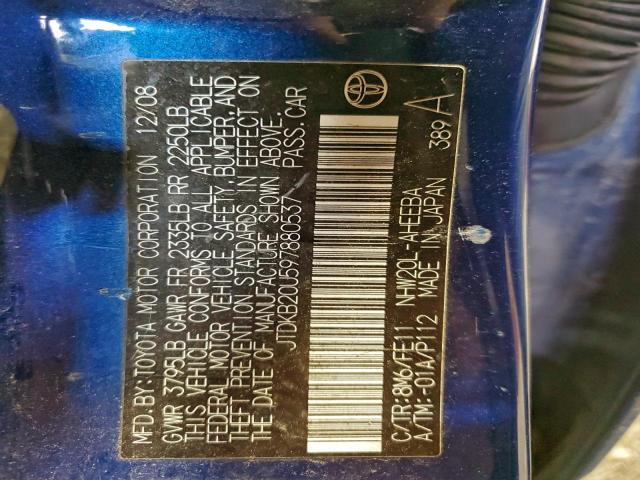 MFD. BY: TOYOTA MOTOR CORPORATION 12/08
GVWR 3795LB GAWR FR 2335LB RR 2250LB
THIS VEHICLE CONFORMS TO ALL APPLICABLE
FEDERAL MOTOR VEHICLE SAFETY, BUMPER, AND
THEFT PREVENTION STANDARDS IN EFFECT ON
THE DATE OF MANUFACTURE SHOWN ABOVE.
JTDKB20U597880537 PASS. CAR
C/TR:8M6/FE11 NHW20L-AHEEBA
A/TM:-01A/P112 MADE IN JAPAN 389 A